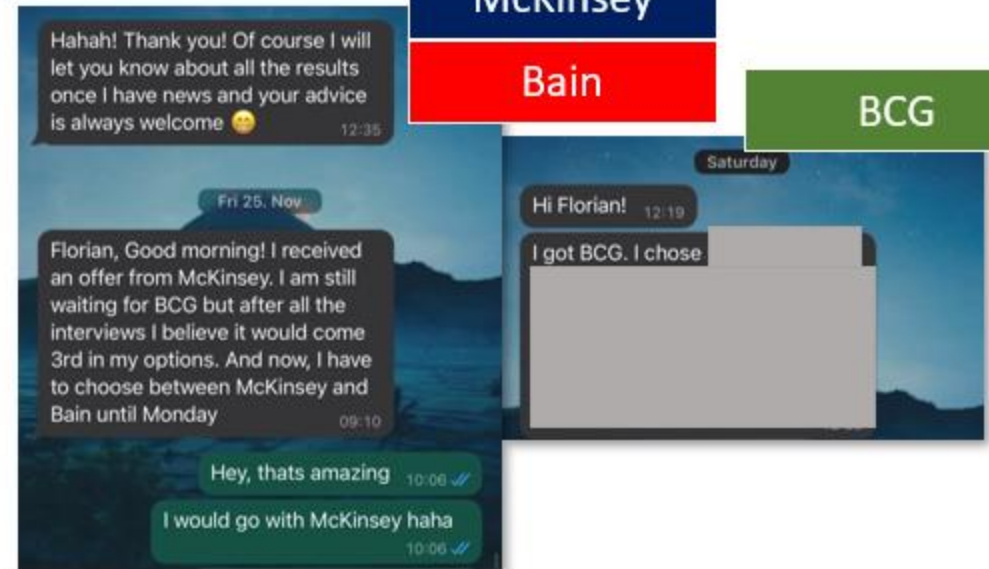 McKinsey
Bain
BCG
Hahah! Thank you! Of course I will
let you know about all the results
once I have news and your advice
is always welcome 😁
12:35
Fri 25. Nov
Florian, Good morning! I received
an offer from McKinsey. I am still
waiting for BCG but after all the
interviews I believe it would come
3rd in my options. And now, I have
to choose between McKinsey and
Bain until Monday
09:10
Hey, thats amazing 10:06
I would go with McKinsey haha
10:06
Saturday
Hi Florian! 12:19
I got BCG. I chose